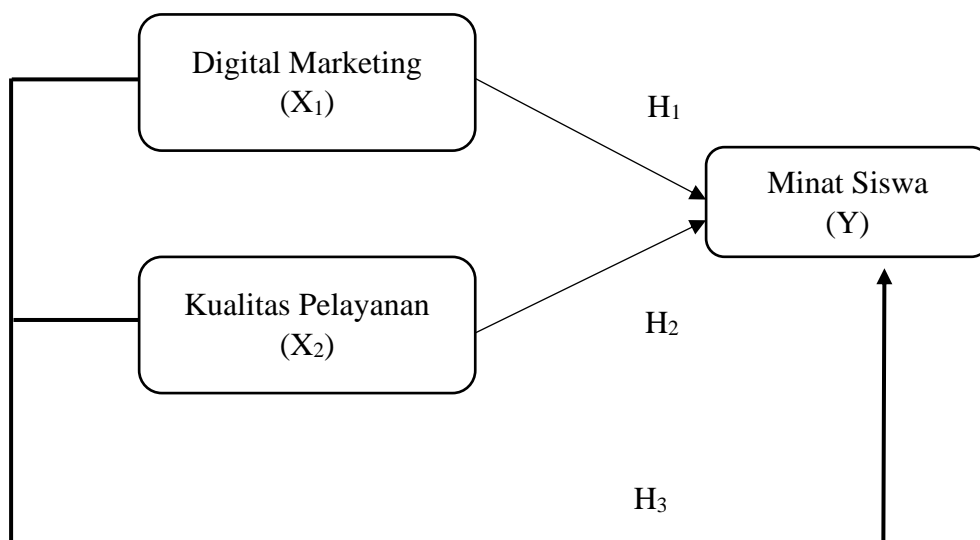 Digital Marketing
(X₁)
H₁
Minat Siswa
(Y)
Kualitas Pelayanan
(X₂)
H₂
H₃